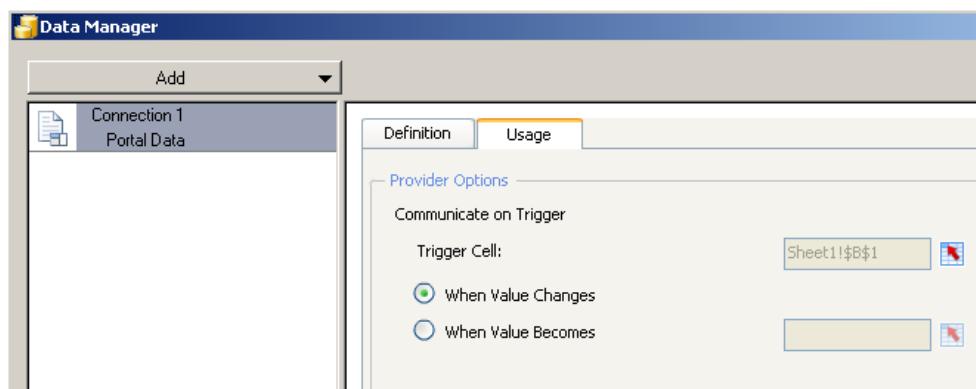 Data Manager
Add
Connection 1
Portal Data
Definition
Usage
Provider Options
Communicate on Trigger
Trigger Cell:
Sheet1!$B$1
When Value Changes
When Value Becomes